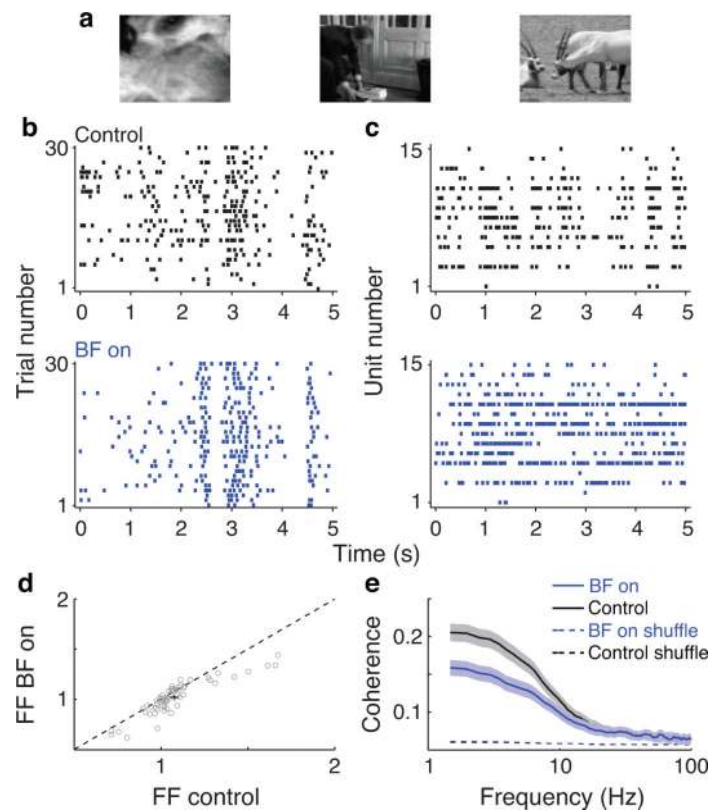 a
b
c
Control
30
Trial number
1
0 1 2 3 4 5
15
Unit number
1
0 1 2 3 4 5
BF on
30
1
0 1 2 3 4 5
15
1
0 1 2 3 4 5
Time (s)
d
2
FF BF on
1
1 2
FF control
e
BF on
Control
BF on shuffle
Control shuffle
Coherence
0.2
0.1
1 10 100
Frequency (Hz)